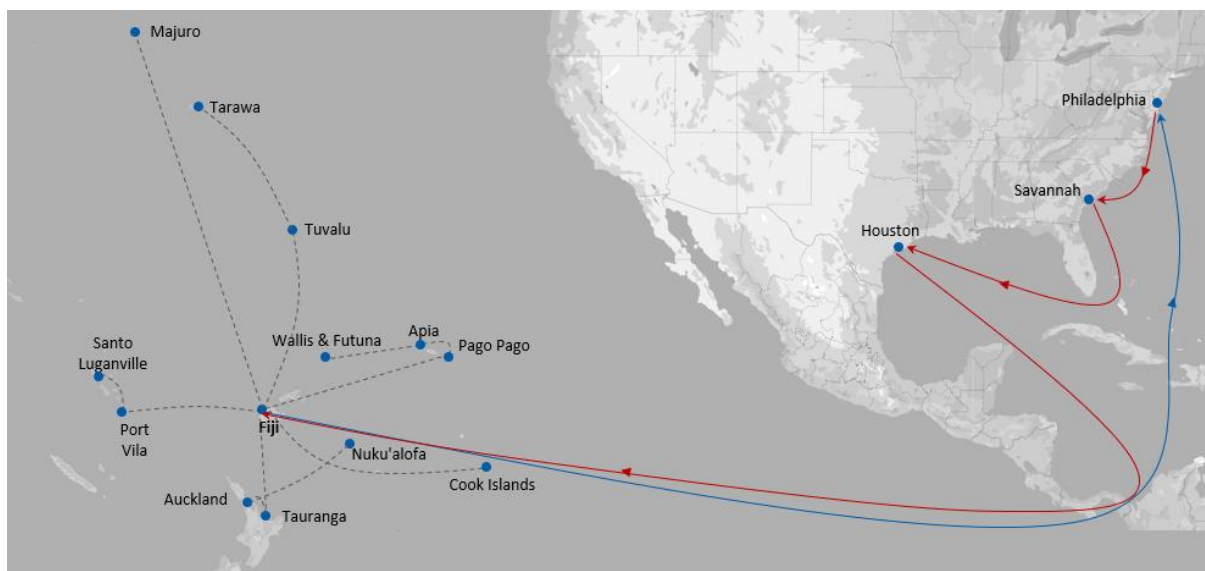 Majuro
Tarawa
Philadelphia
Savannah
Tuvalu
Houston
Apia
Wallis & Futuna
Pago Pago
Santo
Luganville
Fiji
Port
Vila
Nuku'alofa
Cook Islands
Auckland
Tauranga